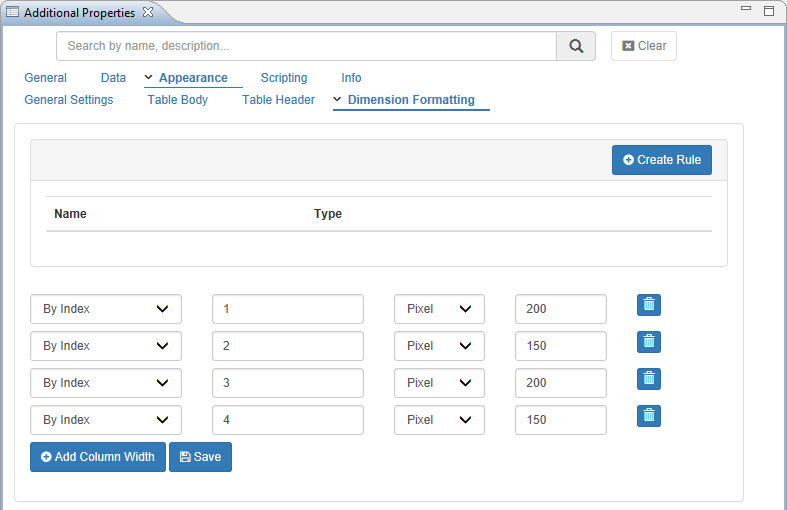 Additional Properties
Search by name, description...
Clear
General Data Appearance Scripting Info
General Settings Table Body Table Header Dimension Formatting
Create Rule
Name Type
By Index 1 Pixel 200
By Index 2 Pixel 150
By Index 3 Pixel 200
By Index 4 Pixel 150
Add Column Width Save